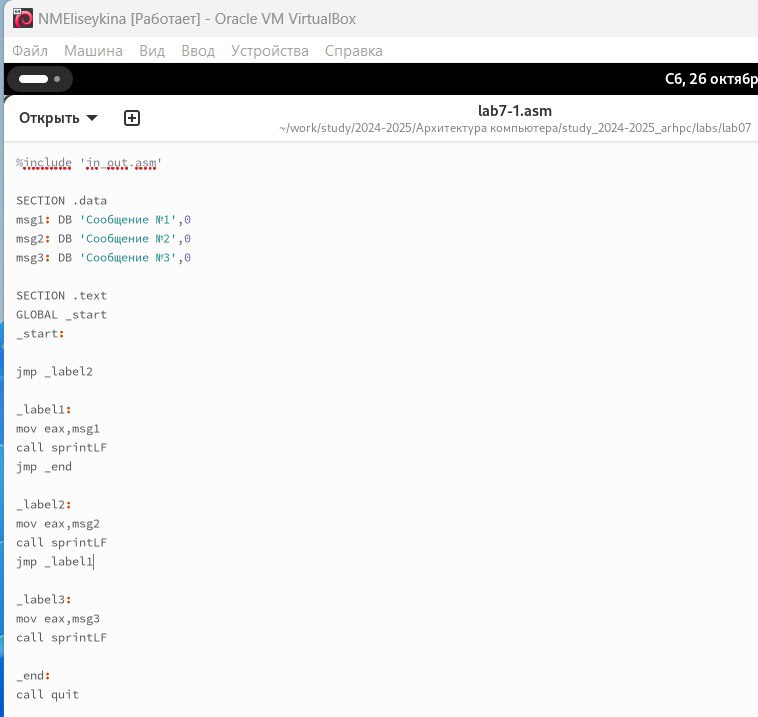 NMEliseykina [Работает] - Oracle VM VirtualBox
Файл Машина Вид Ввод Устройства Справка
Сб, 26 октябр
Открыть
lab7-1.asm
~/work/study/2024-2025/Архитектура компьютера/study_2024-2025_arhpc/labs/lab07
%include 'in_out.asm'
SECTION .data
msg1: DB 'Сообщение №1',0
msg2: DB 'Сообщение №2',0
msg3: DB 'Сообщение №3',0
SECTION .text
GLOBAL _start
_start:
jmp _label2
_label1:
mov eax,msg1
call sprintLF
jmp _end
_label2:
mov eax,msg2
call sprintLF
jmp _label1
_label3:
mov eax,msg3
call sprintLF
_end:
call quit